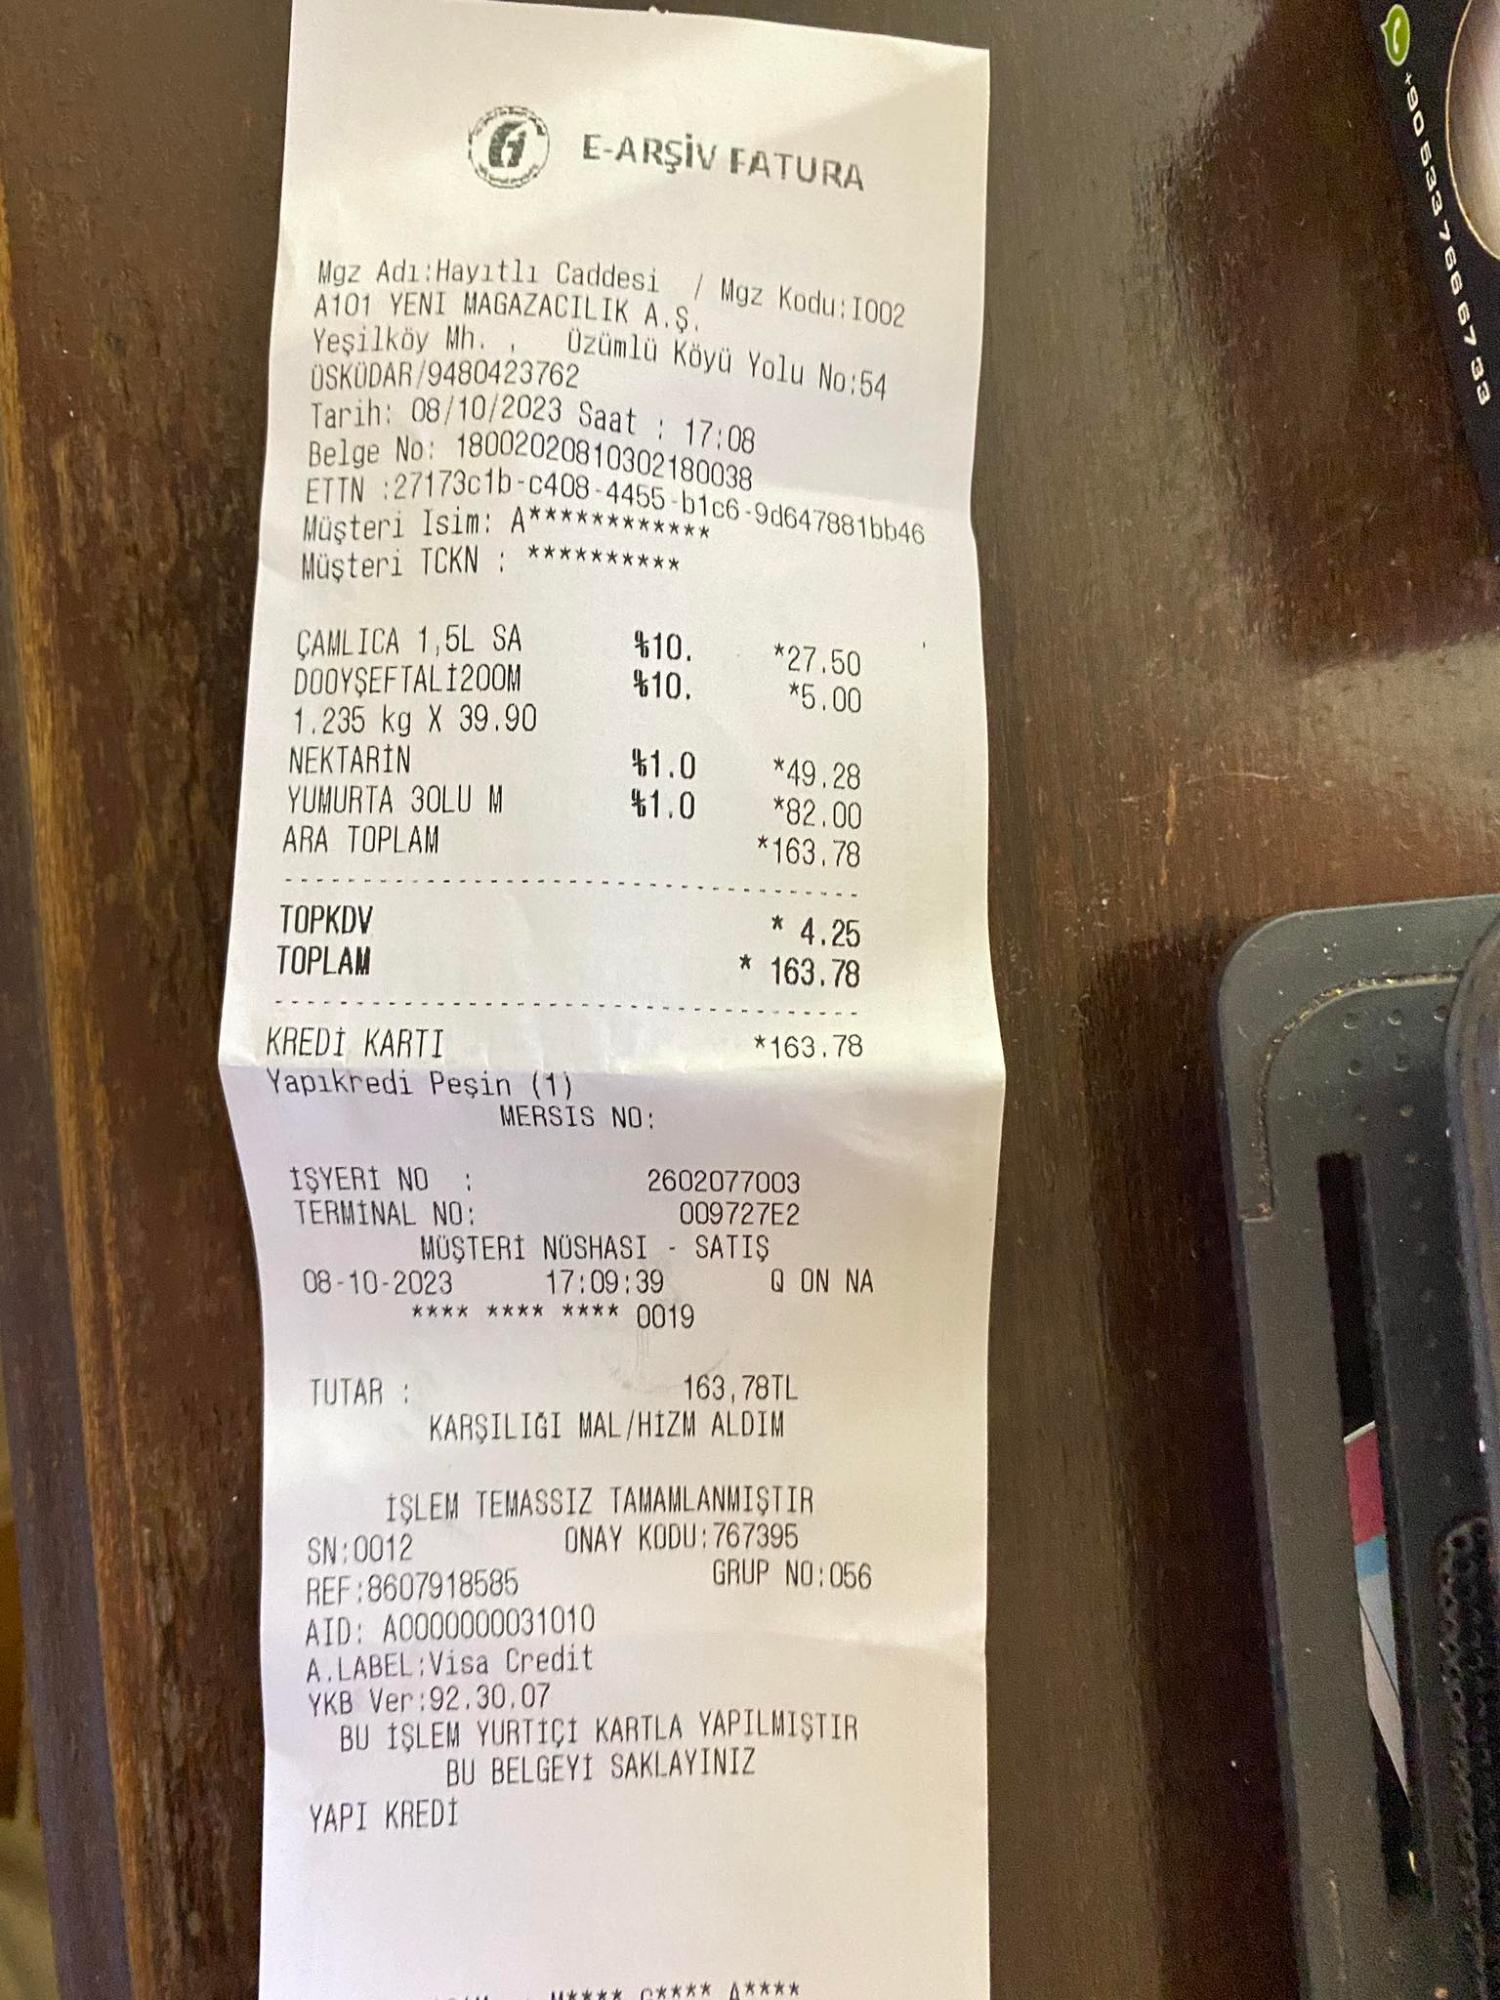 E-ARŞİV FATURA
Mgz Adı:Hayıtlı Caddesi / Mgz Kodu:I002
A101 YENI MAGAZACILIK A.Ş.
Yeşilköy Mh. , Üzümlü Köyü Yolu No:54
ÜSKÜDAR/9480423762
Tarih: 08/10/2023 Saat : 17:08
Belge No: 18002020810302180038
ETTN :27173c1b-c408-4455-b1c6-9d647881bb46
Müşteri Isim: A************
Müşteri TCKN : **********
ÇAMLICA 1,5L SA %10. *27.50
DOOYŞEFTALİ200M %10. *5.00
1.235 kg X 39.90
NEKTARİN %1.0 *49.28
YUMURTA 30LU M %1.0 *82.00
ARA TOPLAM *163.78
TOPKDV * 4.25
TOPLAM * 163.78
KREDİ KARTI *163.78
Yapıkredi Peşin (1)
MERSIS NO:
İŞYERİ NO : 2602077003
TERMİNAL NO: 009727E2
MÜŞTERİ NÜSHASI - SATIŞ
08-10-2023 17:09:39 Q ON NA
**** **** **** 0019
TUTAR : 163,78TL
KARŞILIĞI MAL/HİZM ALDIM
İŞLEM TEMASSIZ TAMAMLANMIŞTIR
SN:0012 ONAY KODU:767395
REF:8607918585 GRUP NO:056
AID: A0000000031010
A.LABEL:Visa Credit
YKB Ver:92.30.07
BU İŞLEM YURTİÇİ KARTLA YAPILMIŞTIR
BU BELGEYİ SAKLAYINIZ
YAPI KREDİ
M**** C**** A****
+905337666733